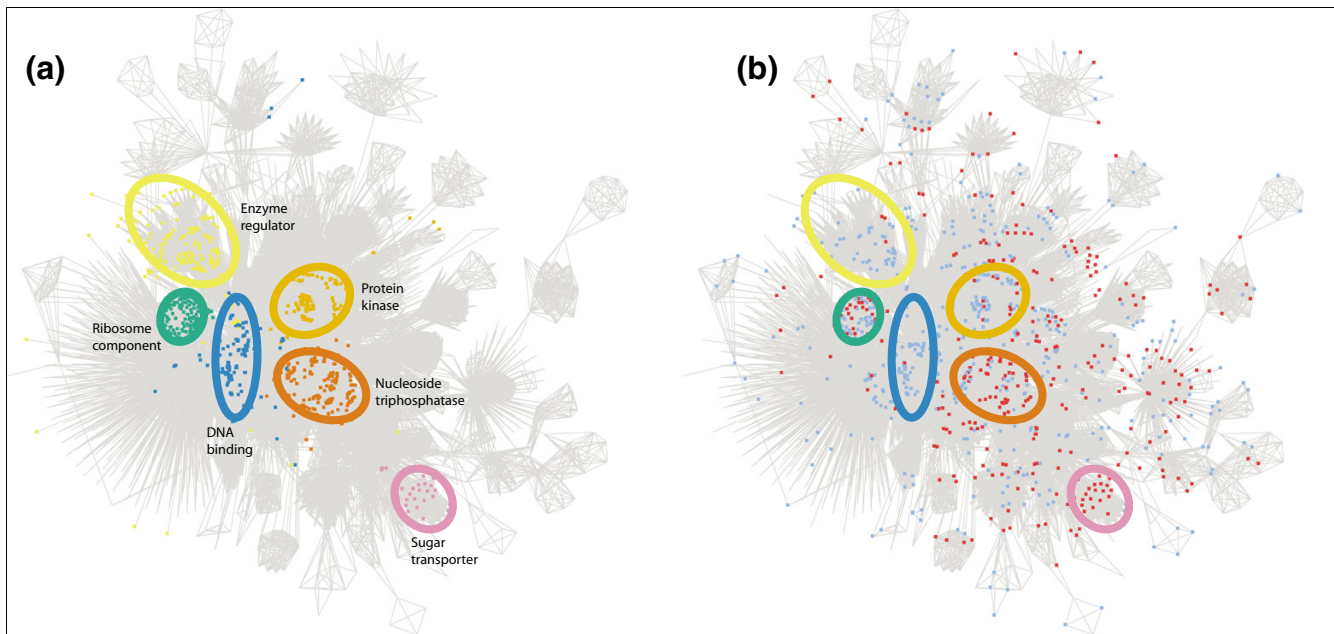 (a)
(b)
Enzyme
regulator
Protein
kinase
Ribosome
component
Nucleoside
triphosphatase
DNA
binding
Sugar
transporter